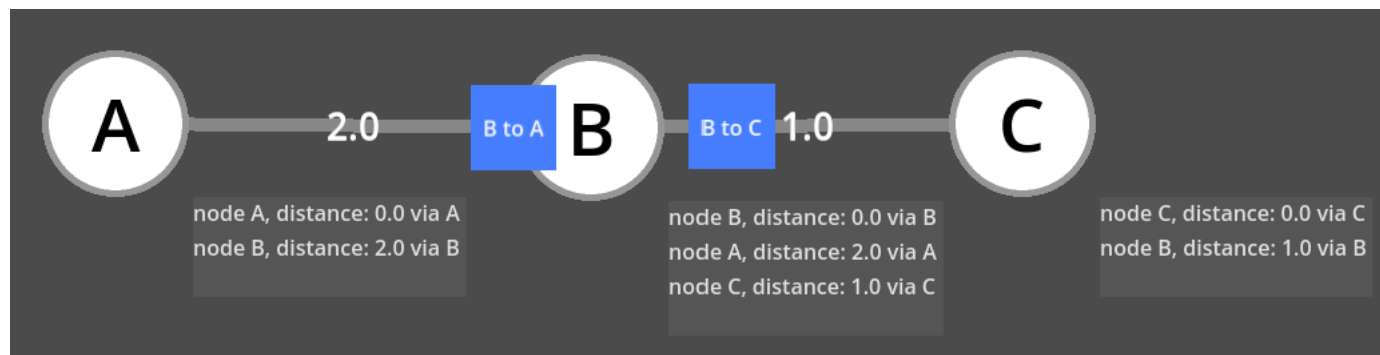 A
2.0
B to A
B
B to C
1.0
C
node A, distance: 0.0 via A
node B, distance: 2.0 via B
node B, distance: 0.0 via B
node A, distance: 2.0 via A
node C, distance: 1.0 via C
node C, distance: 0.0 via C
node B, distance: 1.0 via B